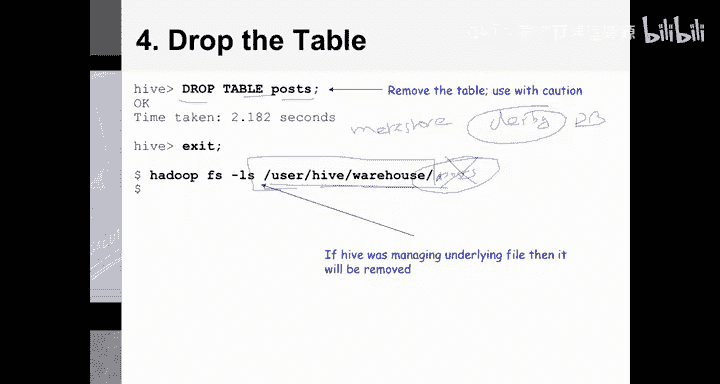 4. Drop the Table
bilibili
hive> DROP TABLE posts;
Remove the table; use with caution
OK
Time taken: 2.182 seconds
metastore derby DB
hive> exit;
$ hadoop fs -ls /user/hive/warehouse/posts
$
If hive was managing underlying file then it
will be removed